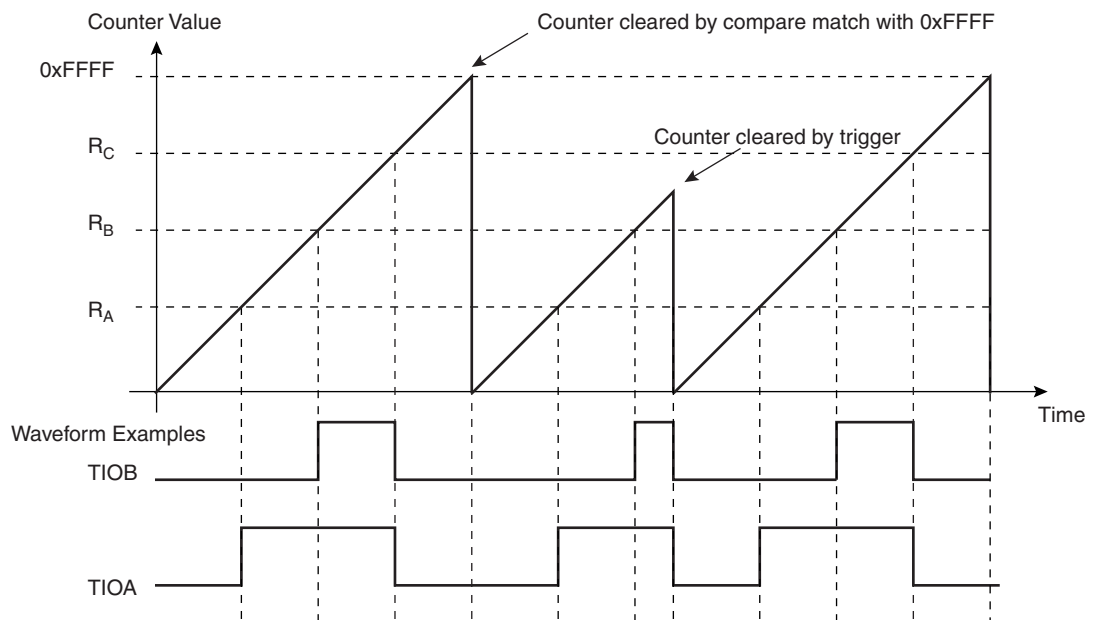 Counter Value
Counter cleared by compare match with 0xFFFF
0xFFFF
RC
Counter cleared by trigger
RB
RA
Time
Waveform Examples
TIOB
TIOA